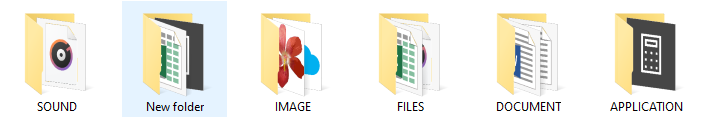 SOUND
New folder
IMAGE
FILES
DOCUMENT
APPLICATION